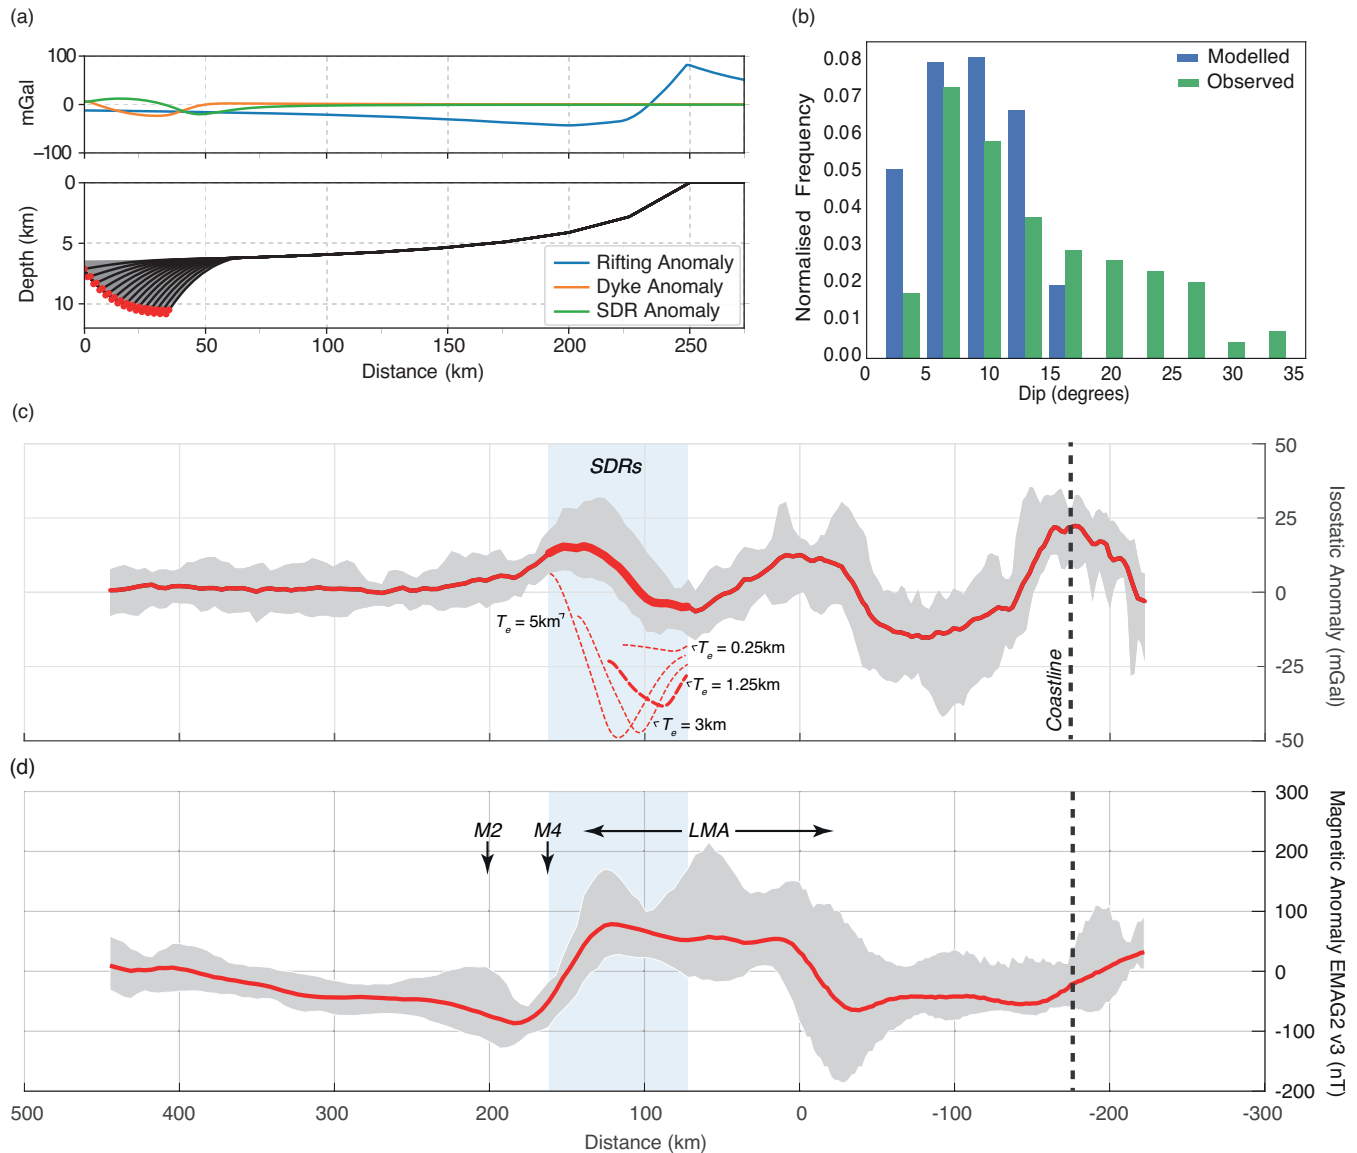 (a)
100
0
−100
mGal
0
5
10
Depth (km)
Rifting Anomaly
Dyke Anomaly
SDR Anomaly
0 50 100 150 200 250
Distance (km)
(b)
0.08
0.07
0.06
0.05
0.04
0.03
0.02
0.01
0.00
Normalised Frequency
Modelled
Observed
0 5 10 15 20 25 30 35
Dip (degrees)
(c)
SDRs
50
25
0
-25
-50
Isostatic Anomaly (mGal)
Te = 5km
Te = 0.25km
Te = 1.25km
Te = 3km
Coastline
(d)
M2 M4 LMA
300
200
100
0
-100
-200
Magnetic Anomaly EMAG2 v3 (nT)
500 400 300 200 100 0 -100 -200 -300
Distance (km)